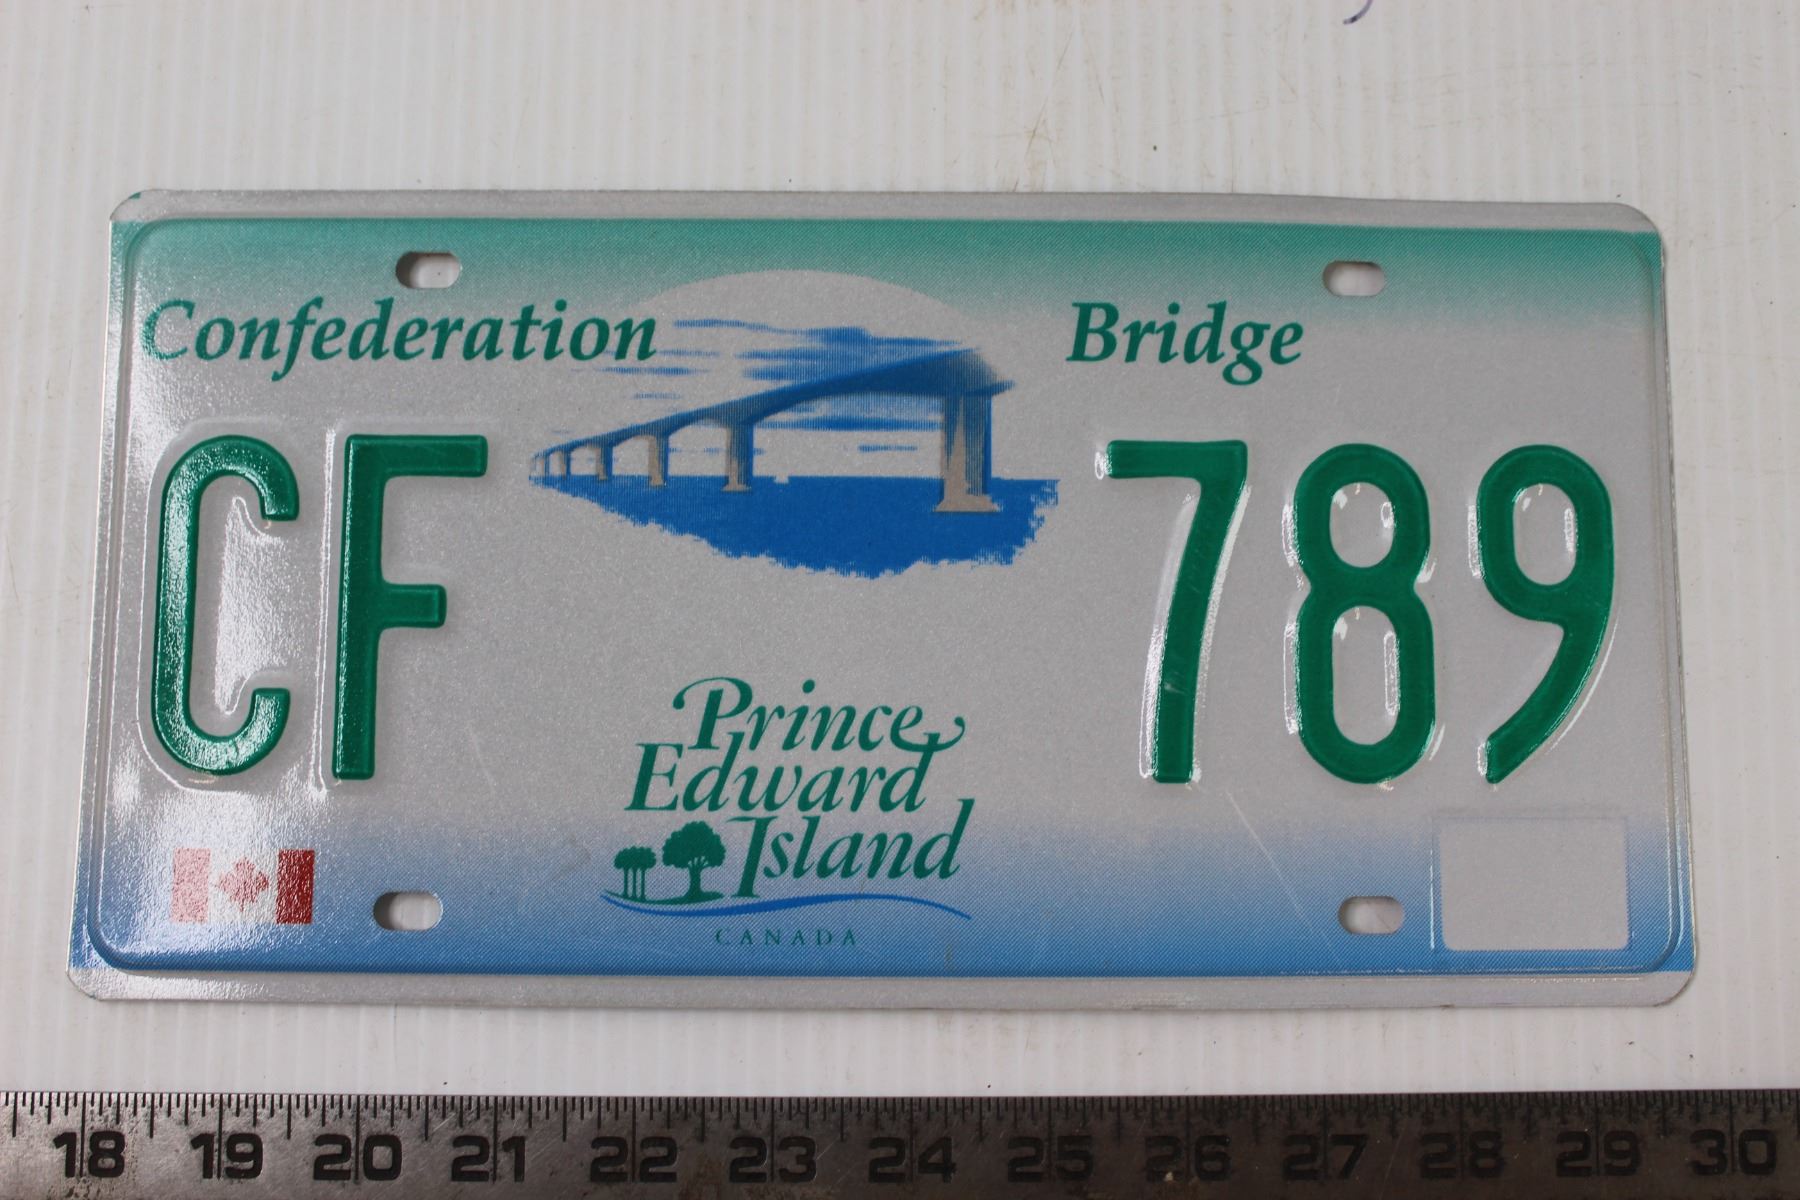 Confederation Bridge
CF 789
Prince
Edward
Island
CANADA
18 19 20 21 22 23 24 25 26 27 28 29 30